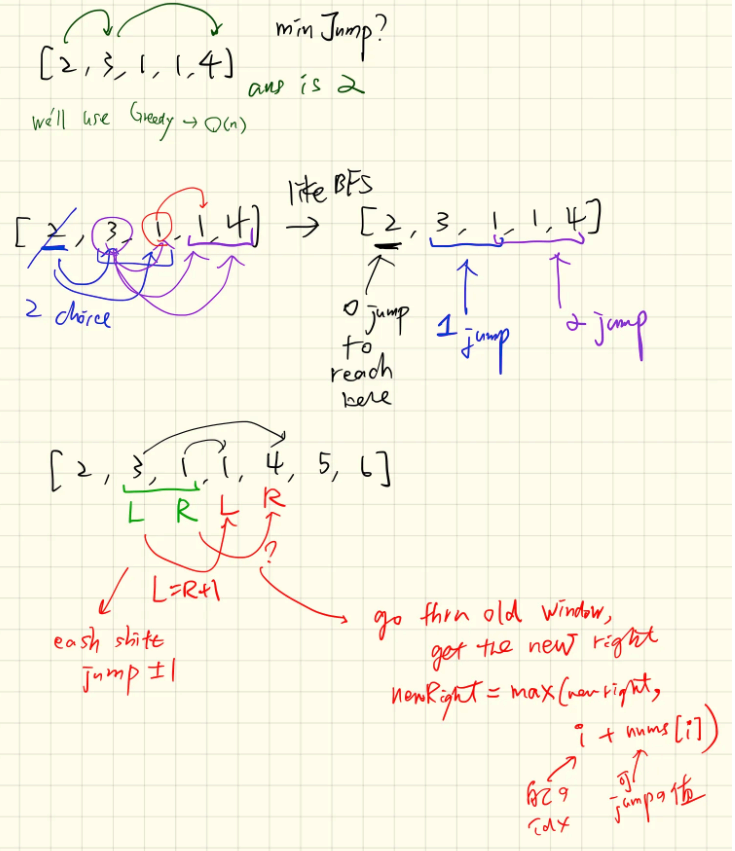 min Jump?
[2, 3, 1, 1, 4]
ans is 2
we'll use Greedy → O(n)
like BFS
[2, 3, 1, 1, 4] → [2, 3, 1, 1, 4]
2 choice
0 jump
to
reach
here
1 jump
2 jump
[2, 3, 1, 1, 4, 5, 6]
L R L R
?
L=R+1
each shift
jump ±1
go thru old window,
get the new right
newRight = max(newright,
i + nums[i])
idx
可
jump的值